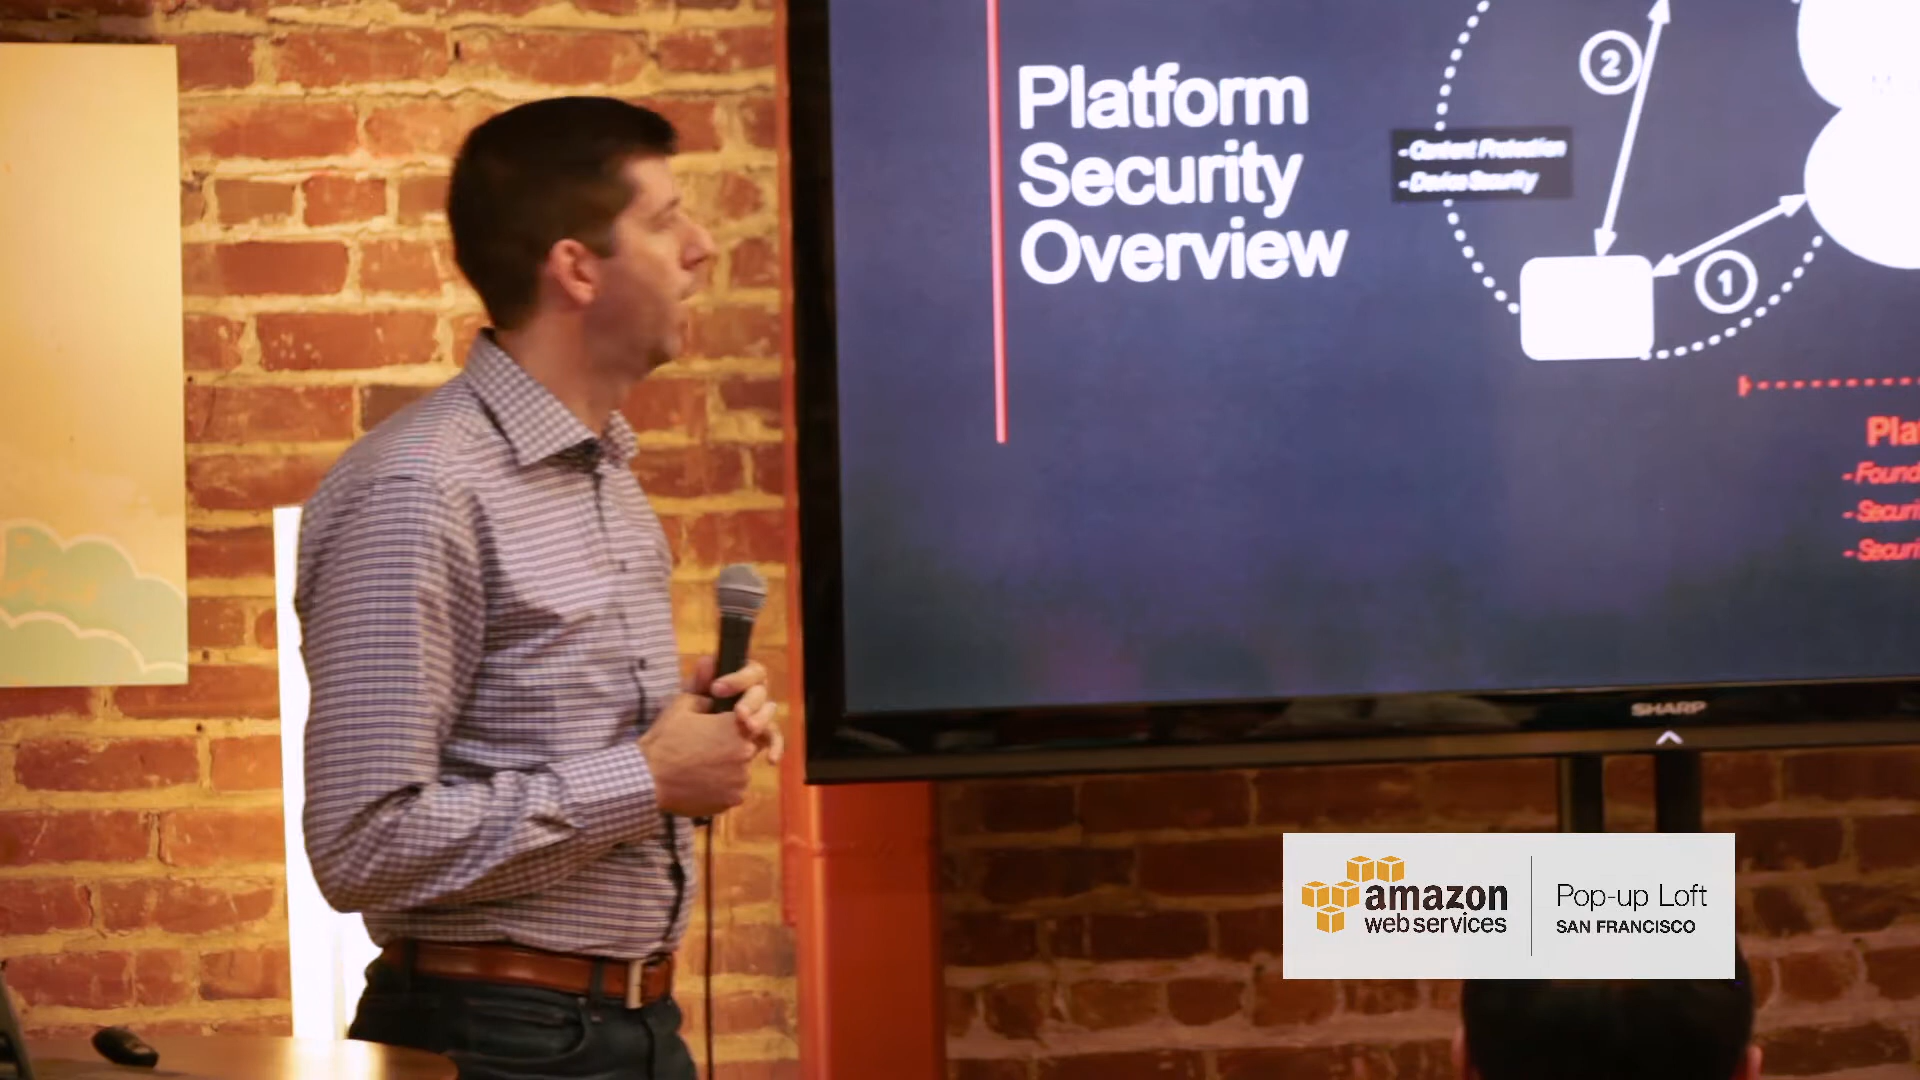 Platform
Security
Overview
2
- Content Protection
- Device Security
1
Pla
- Found
- Securi
- Securi
SHARP
amazon
web services
Pop-up Loft
SAN FRANCISCO